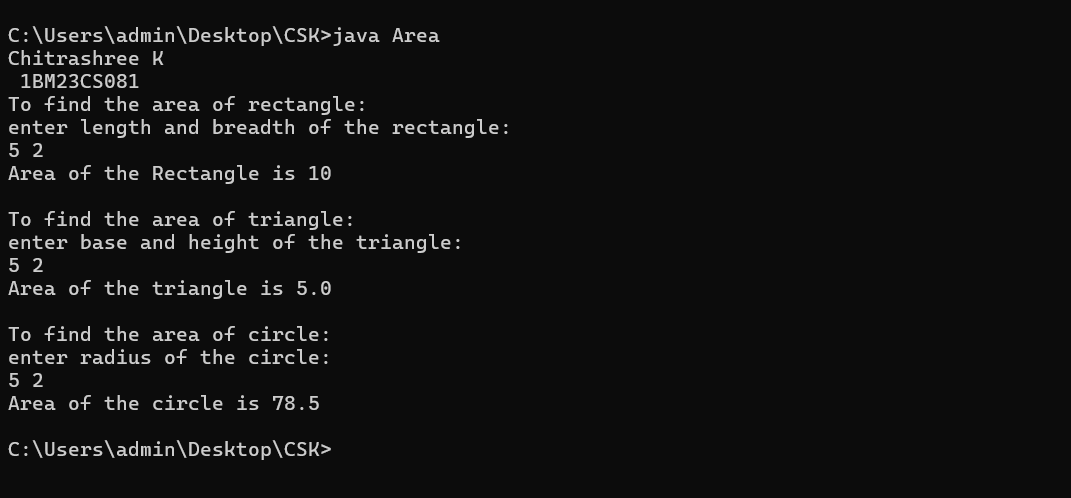 C:\Users\admin\Desktop\CSK>java Area
Chitrashree K
 1BM23CS081
To find the area of rectangle:
enter length and breadth of the rectangle:
5 2
Area of the Rectangle is 10

To find the area of triangle:
enter base and height of the triangle:
5 2
Area of the triangle is 5.0

To find the area of circle:
enter radius of the circle:
5 2
Area of the circle is 78.5

C:\Users\admin\Desktop\CSK>